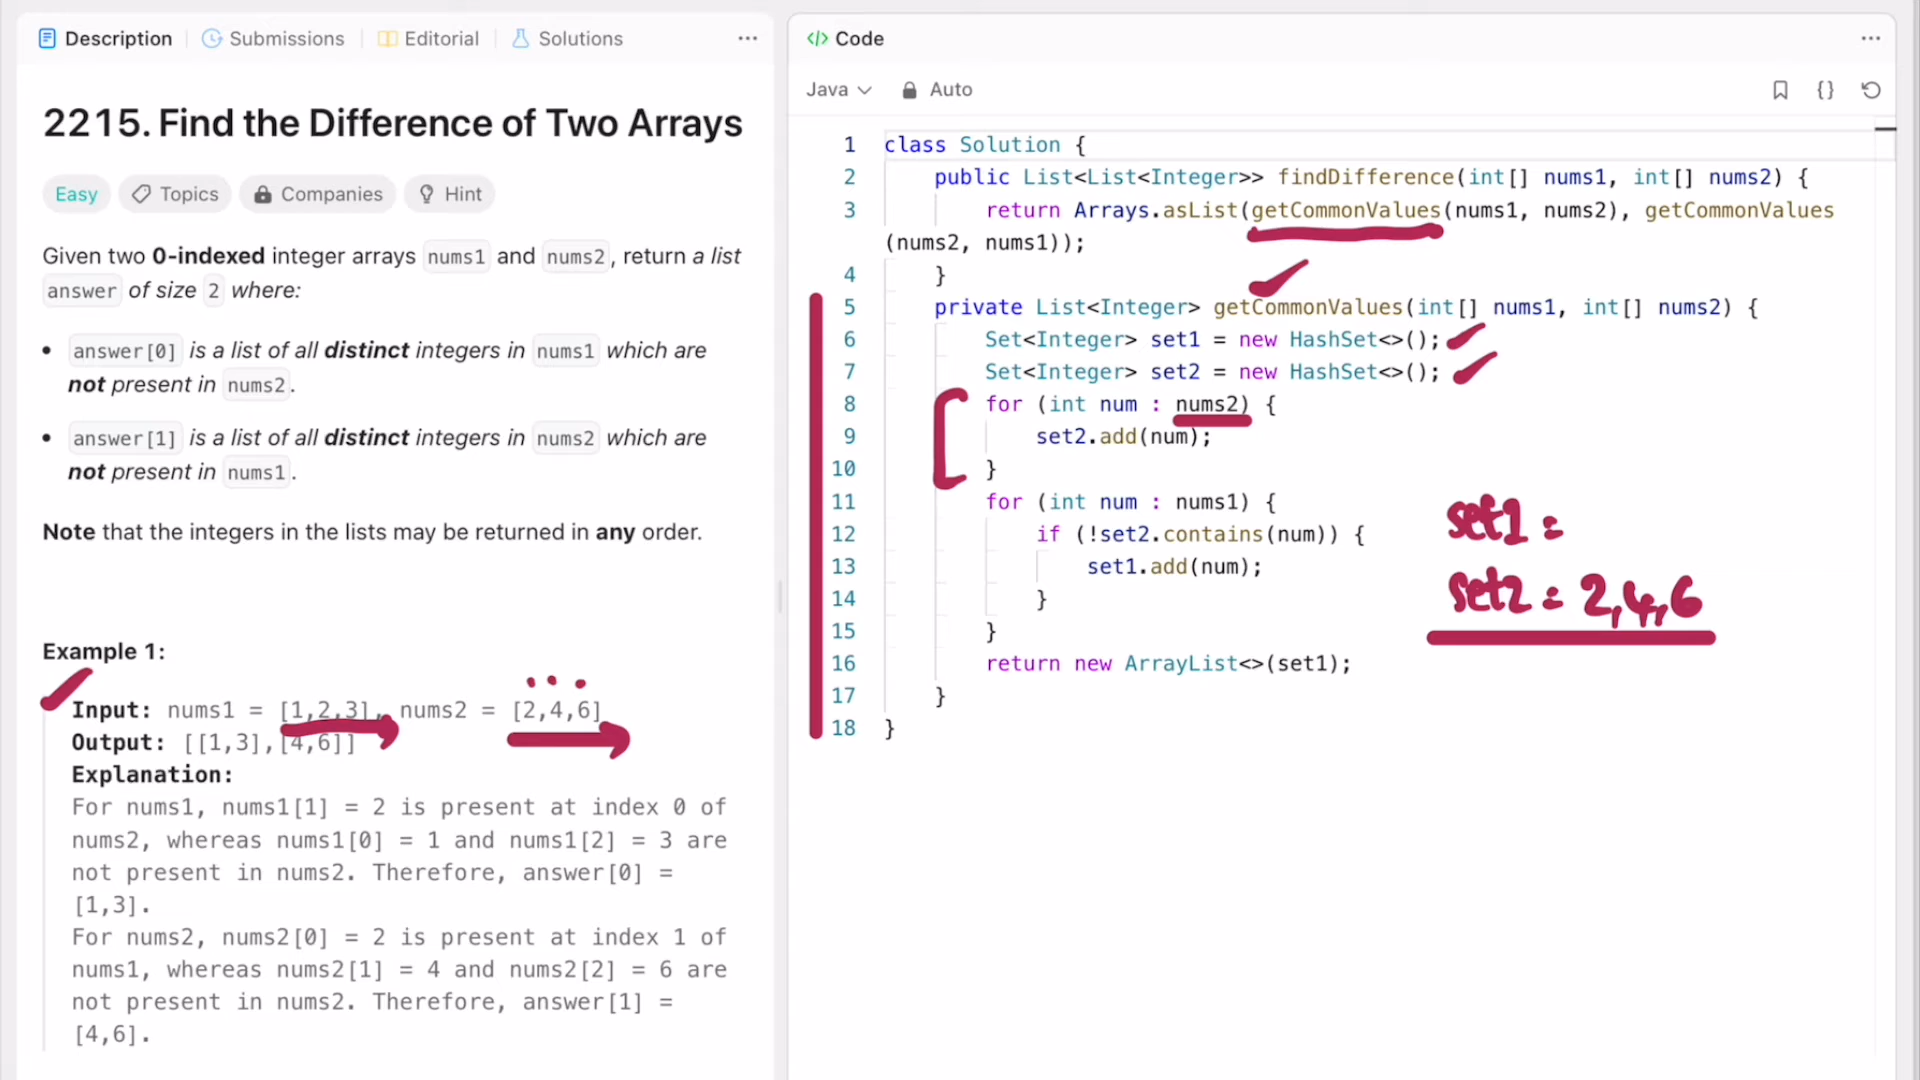 Description
Submissions
Editorial
Solutions
2215. Find the Difference of Two Arrays
Easy
Topics
Companies
Hint
Given two 0-indexed integer arrays nums1 and nums2, return a list
answer of size 2 where:
• answer[0] is a list of all distinct integers in nums1 which are
not present in nums2.
• answer[1] is a list of all distinct integers in nums2 which are
not present in nums1.
Note that the integers in the lists may be returned in any order.
Example 1:
Input: nums1 = [1,2,3], nums2 = [2,4,6]
Output: [[1,3],[4,6]]
Explanation:
For nums1, nums1[1] = 2 is present at index 0 of
nums2, whereas nums1[0] = 1 and nums1[2] = 3 are
not present in nums2. Therefore, answer[0] =
[1,3].
For nums2, nums2[0] = 2 is present at index 1 of
nums1, whereas nums2[1] = 4 and nums2[2] = 6 are
not present in nums2. Therefore, answer[1] =
[4,6].
</> Code
Java
Auto
{}
1 class Solution {
2 public List<List<Integer>> findDifference(int[] nums1, int[] nums2) {
3 return Arrays.asList(getCommonValues(nums1, nums2), getCommonValues
(nums2, nums1));
4 }
5 private List<Integer> getCommonValues(int[] nums1, int[] nums2) {
6 Set<Integer> set1 = new HashSet<>();
7 Set<Integer> set2 = new HashSet<>();
8 for (int num : nums2) {
9 set2.add(num);
10 }
11 for (int num : nums1) {
12 if (!set2.contains(num)) {
13 set1.add(num);
14 }
15 }
16 return new ArrayList<>(set1);
17 }
18 }
set1 =
set2 = 2,4,6